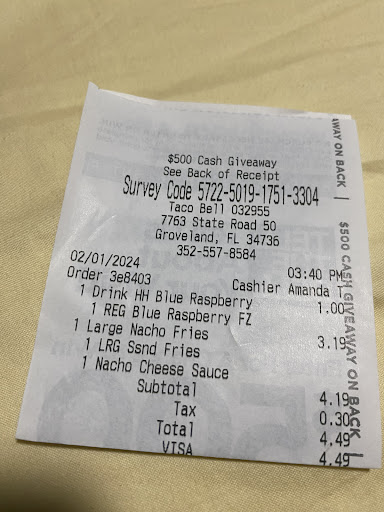 $500 Cash Giveaway
See Back of Receipt
Survey Code 5722-5019-1751-3304
Taco Bell 032955
7763 State Road 50
Groveland, FL 34736
352-557-8584
02/01/2024 03:40 PM
Order 3e8403 Cashier Amanda T
1 Drink HH Blue Raspberry 1.00
1 REG Blue Raspberry FZ
1 Large Nacho Fries 3.19
1 LRG Ssnd Fries
1 Nacho Cheese Sauce
Subtotal 4.19
Tax 0.30
Total 4.49
VISA 4.49
AWAY ON BACK |
$500 CASH GIVEAWAY ON BACK |